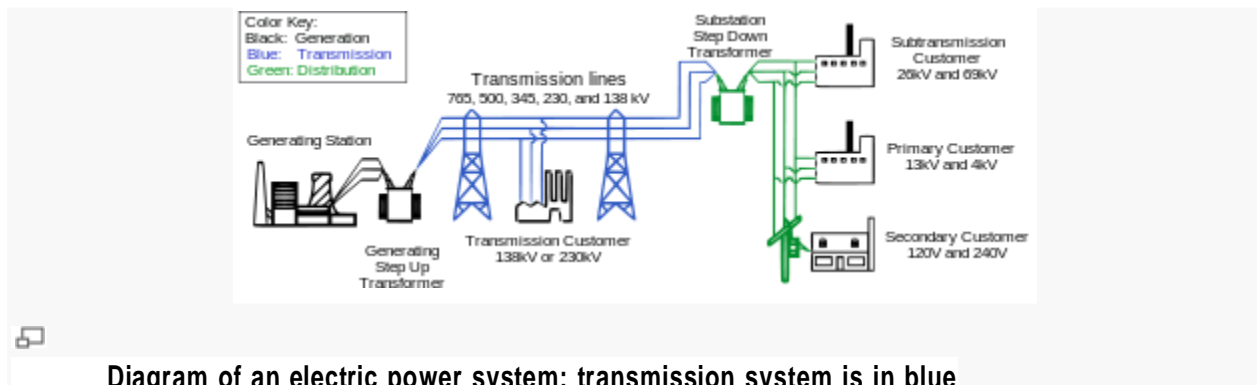 Color Key:
Black: Generation
Blue: Transmission
Green: Distribution
Substation
Step Down
Transformer
Subtransmission
Customer
26kV and 69kV
Transmission lines
765, 500, 345, 230, and 138 kV
Generating Station
Primary Customer
13kV and 4kV
Transmission Customer
138kV or 230kV
Secondary Customer
120V and 240V
Generating
Step Up
Transformer
Diagram of an electric power system; transmission system is in blue